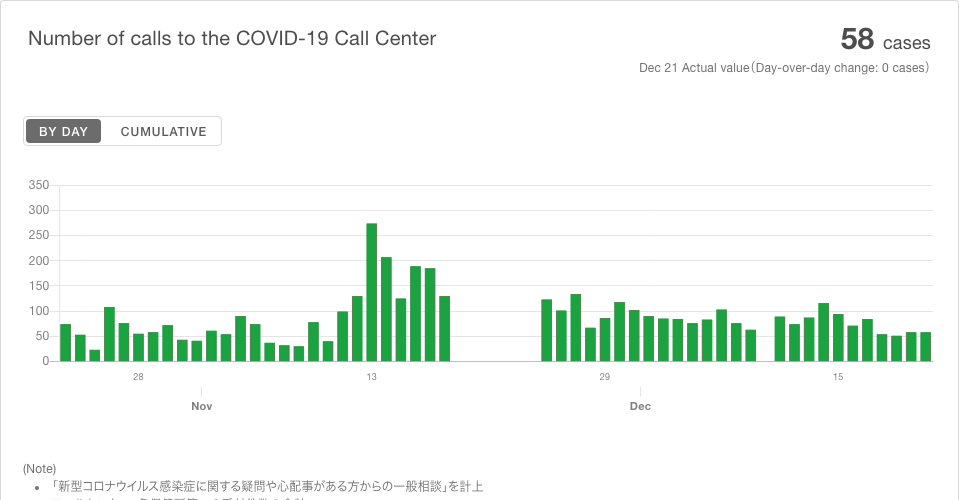 Number of calls to the COVID-19 Call Center
58 cases
Dec 21 Actual value(Day-over-day change: 0 cases)
BY DAY CUMULATIVE
350
300
250
200
150
100
50
0
28 13 29 15
Nov Dec
(Note)
• 「新型コロナウイルス感染症に関する疑問や心配事がある方からの一般相談」を計上